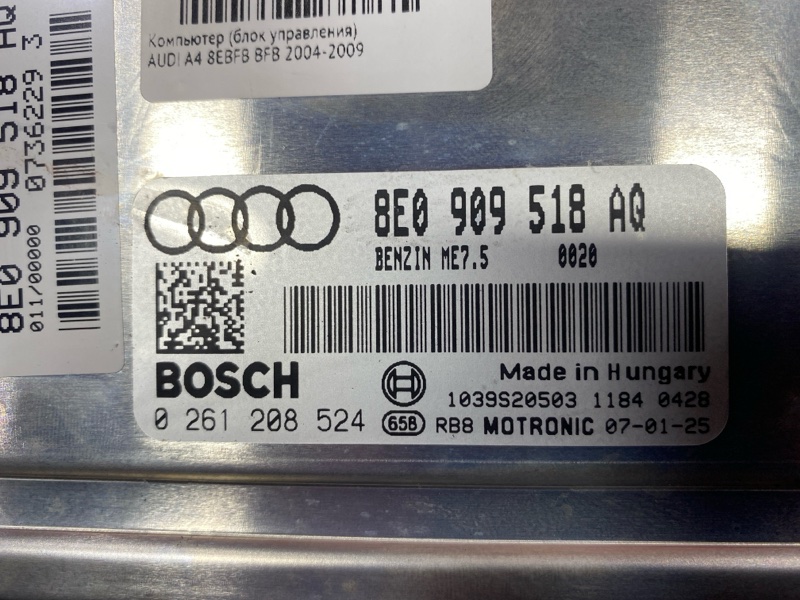 Компьютер (блок управления)
AUDI A4 8EBFB BFB 2004-2009
8E0 909 518 AQ
0736229 3
011/00000
8E0 909 518 AQ
BENZIN ME7.5 0020
BOSCH
Made in Hungary
1039S20503 1184 0428
0 261 208 524
65B RB8 MOTRONIC 07-01-25